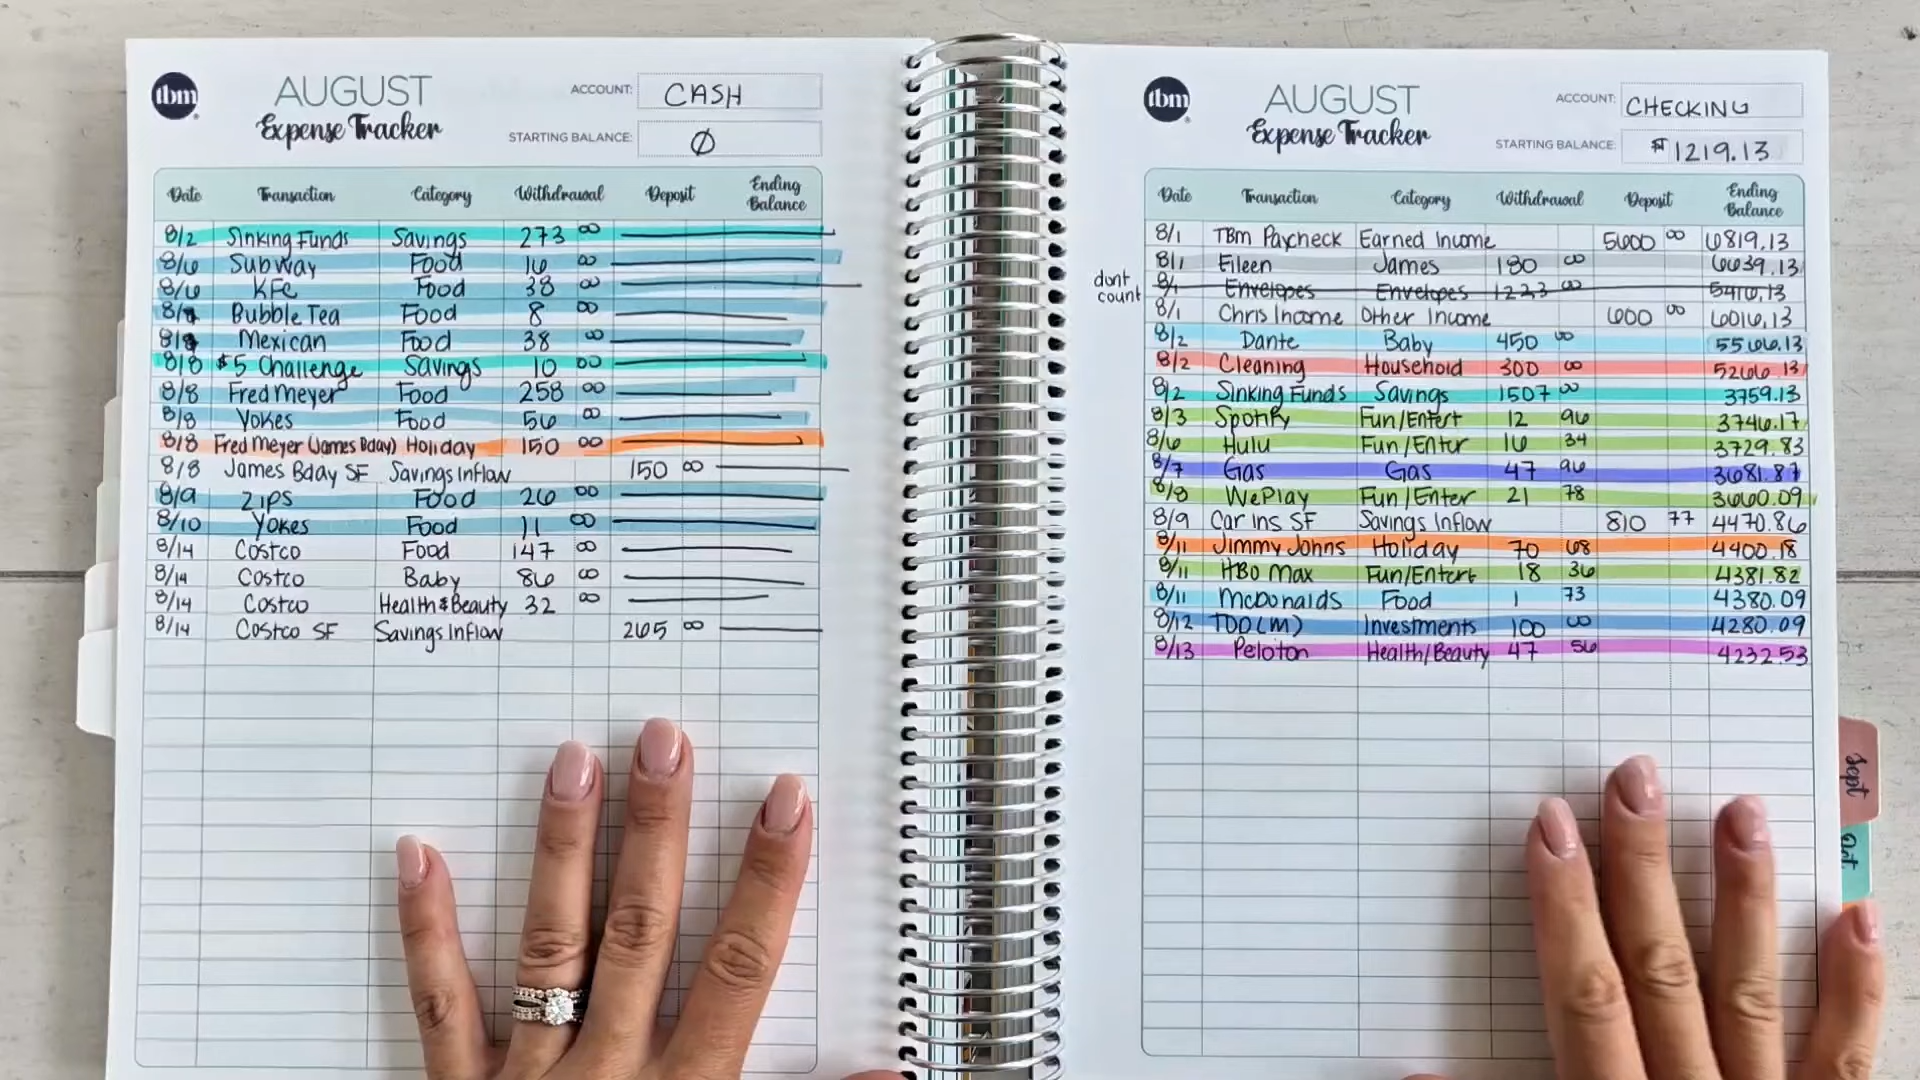 tbm
AUGUST
Expense Tracker
ACCOUNT: CASH
STARTING BALANCE: Ø
Date Transaction Category Withdrawal Deposit Ending Balance
8/2 Sinking Funds Savings 273 00
8/6 Subway Food 16 00
8/6 KFC Food 38 00
Bubble Tea Food 8 00
Mexican Food 38 00
8/8 $5 Challenge Savings 10 00
8/8 Fred Meyer Food 258 00
8/8 Yokes Food 56 00
8/8 Fred Meyer (James Bday) Holiday 150 00
8/8 James Bday SF Savings Inflow 150 00
8/9 Zips Food 26 00
8/10 Yokes Food 11 00
8/14 Costco Food 147 00
8/14 Costco Baby 86 00
8/14 Costco Health & Beauty 32 00
8/14 Costco SF Savings Inflow 265 00
tbm
AUGUST
Expense Tracker
ACCOUNT: CHECKING
STARTING BALANCE: $1219.13
Date Transaction Category Withdrawal Deposit Ending Balance
8/1 TBM Paycheck Earned Income 5600 00 6819.13
8/1 Eileen James 180 00 6639.13
dont count
8/1 Envelopes Envelopes 1223 00 5416.13
8/1 Chris Income Other Income 600 00 6016.13
8/2 Dante Baby 450 00 5566.13
8/2 Cleaning Household 300 00 5266.13
8/2 Sinking Funds Savings 1507 00 3759.13
8/3 Spotify Fun/Entert 12 96 3746.17
8/6 Hulu Fun/Enter 16 34 3729.83
8/7 Gas Gas 47 96 3681.87
8/8 WePlay Fun/Enter 21 78 3660.09
8/9 Car Ins SF Savings Inflow 810 77 4470.86
8/11 Jimmy Johns Holiday 70 68 4400.18
8/11 HBO Max Fun/Entert 18 36 4381.82
8/11 McDonalds Food 1 73 4380.09
8/12 TDD(M) Investments 100 00 4280.09
8/13 Peloton Health/Beauty 47 56 4232.53
Sept
Oct